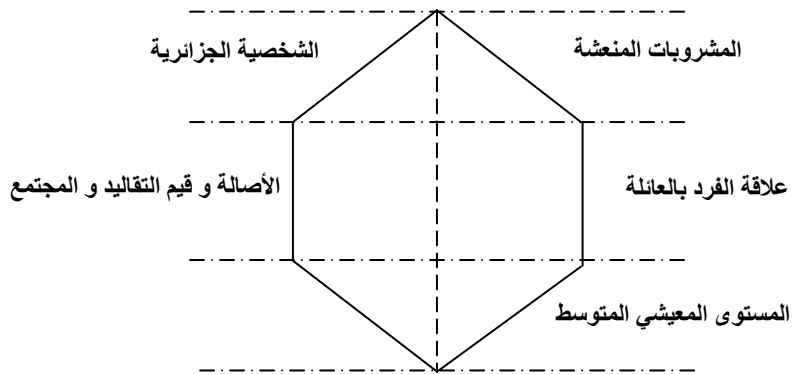 المشروبات المنعشة
الشخصية الجزائرية
علاقة الفرد بالعائلة
الأصالة و قيم التقاليد و المجتمع
المستوى المعيشي المتوسط